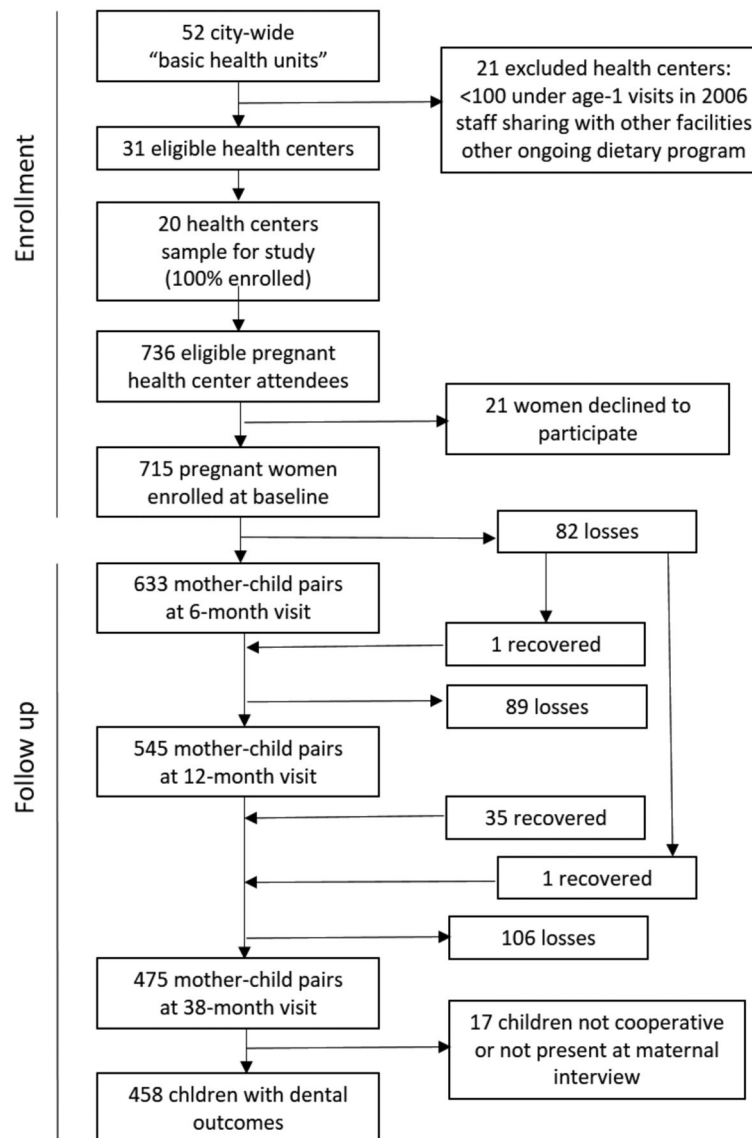 52 city-wide
“basic health units”
21 excluded health centers:
<100 under age-1 visits in 2006
staff sharing with other facilities
other ongoing dietary program
31 eligible health centers
Enrollment
20 health centers
sample for study
(100% enrolled)
736 eligible pregnant
health center attendees
21 women declined to
participate
715 pregnant women
enrolled at baseline
82 losses
633 mother-child pairs
at 6-month visit
1 recovered
89 losses
Follow up
545 mother-child pairs
at 12-month visit
35 recovered
1 recovered
106 losses
475 mother-child pairs
at 38-month visit
17 children not cooperative
or not present at maternal
interview
458 chldren with dental
outcomes